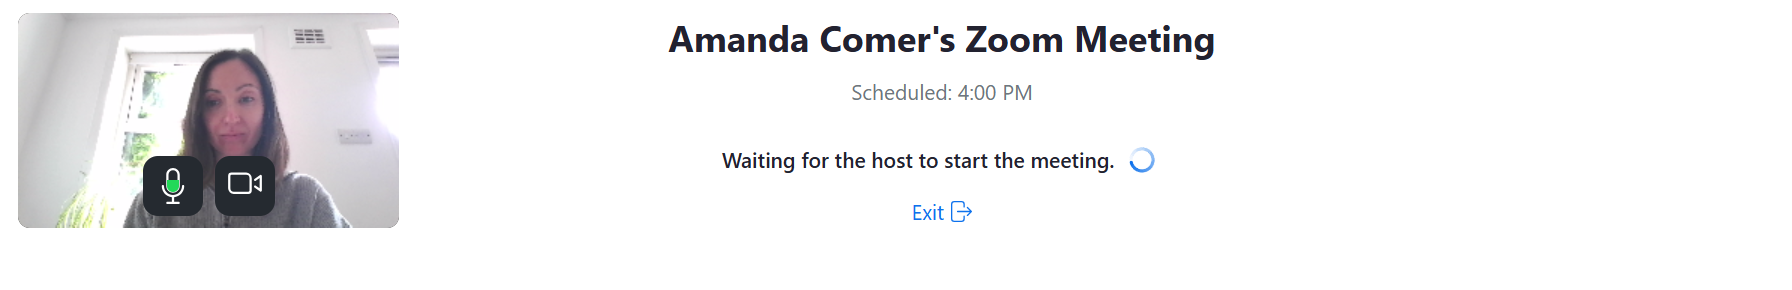 Amanda Comer's Zoom Meeting
Scheduled: 4:00 PM
Waiting for the host to start the meeting.
Exit